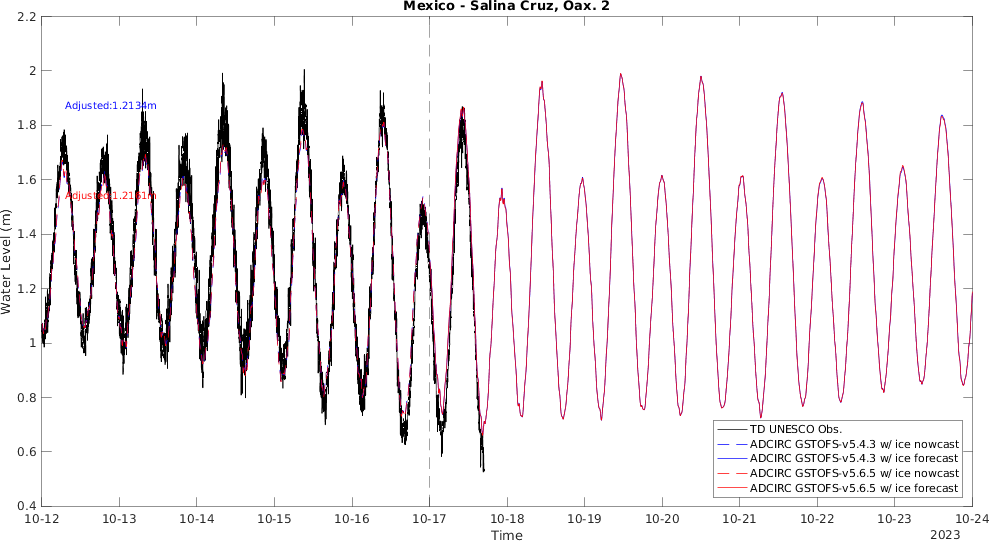 Mexico - Salina Cruz, Oax. 2
2.2
2
1.8
1.6
1.4
1.2
1
0.8
0.6
0.4
Water Level (m)
Adjusted:1.2134m
Adjusted:1.2161m
TD UNESCO Obs.
ADCIRC GSTOFS-v5.4.3 w/ ice nowcast
ADCIRC GSTOFS-v5.4.3 w/ ice forecast
ADCIRC GSTOFS-v5.6.5 w/ ice nowcast
ADCIRC GSTOFS-v5.6.5 w/ ice forecast
10-12 10-13 10-14 10-15 10-16 10-17 10-18 10-19 10-20 10-21 10-22 10-23 10-24
Time
2023